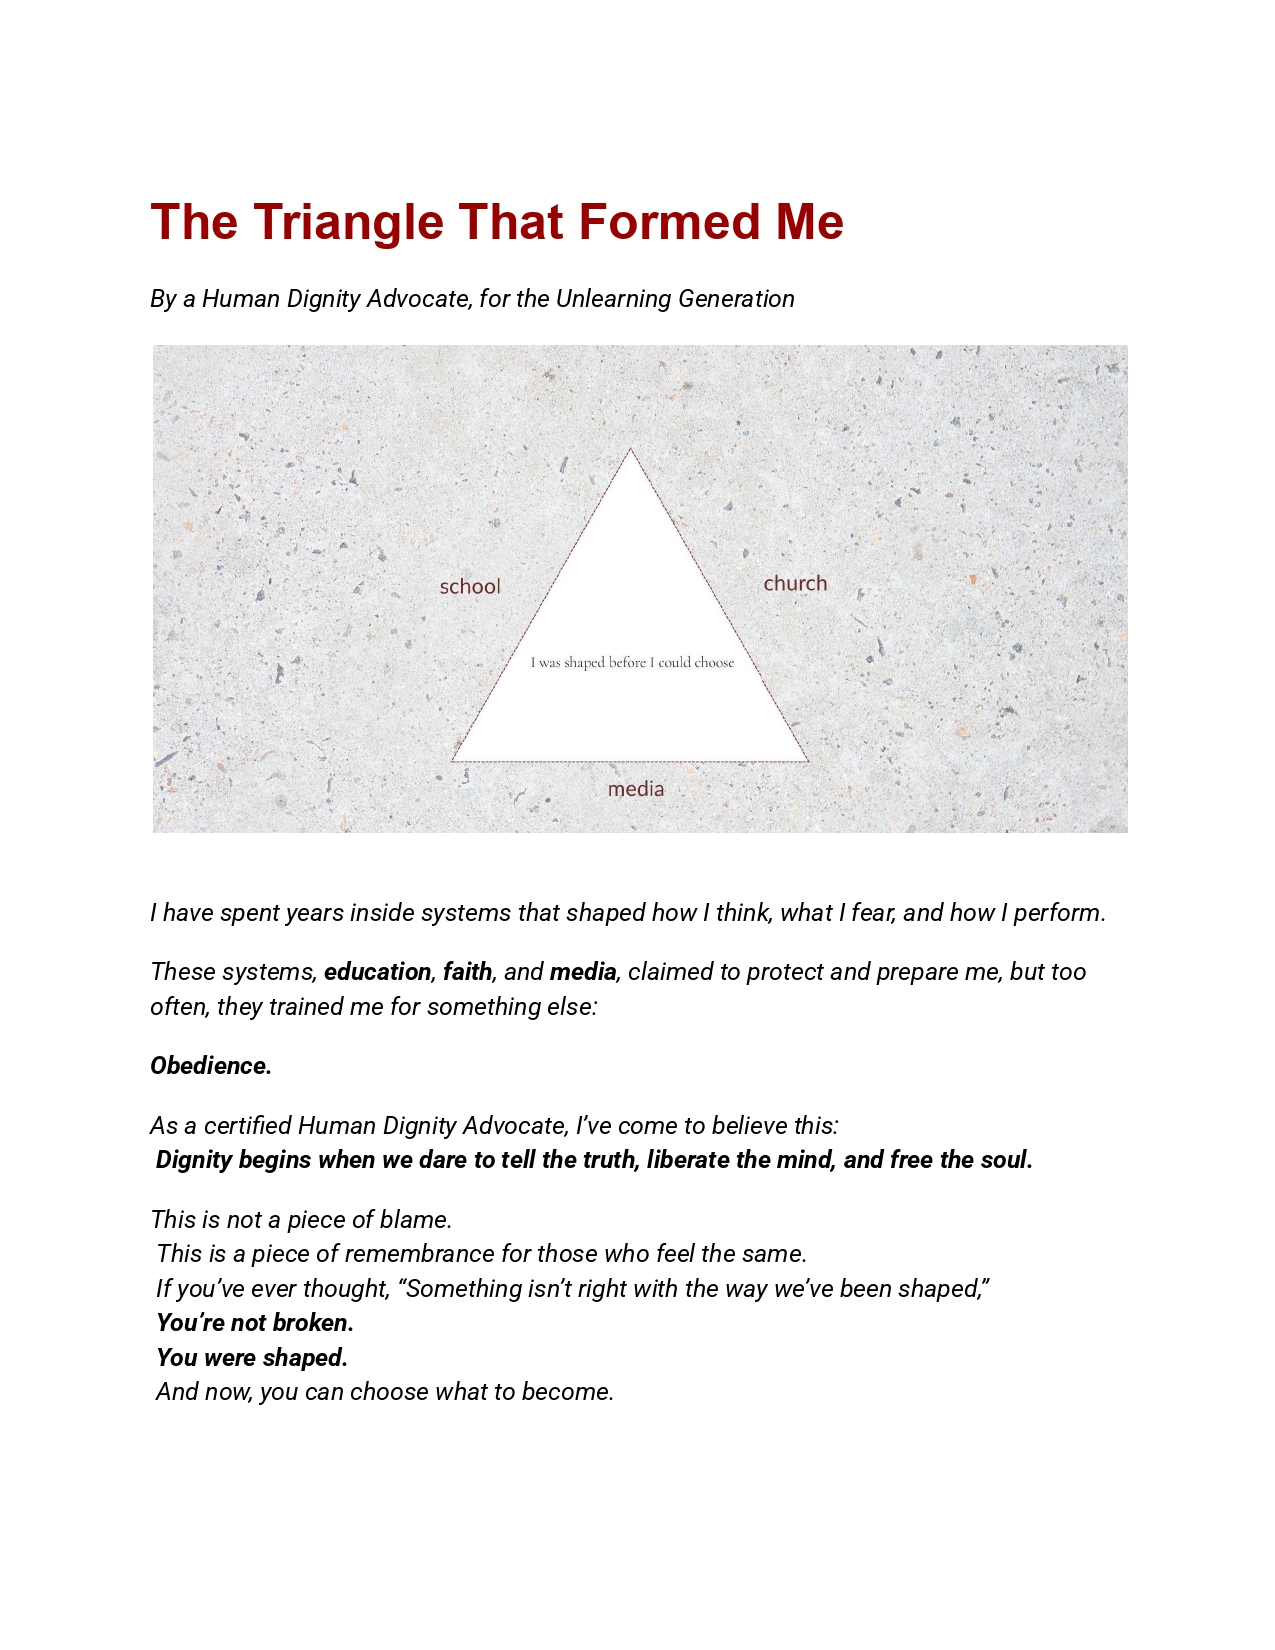 The Triangle That Formed Me
By a Human Dignity Advocate, for the Unlearning Generation
school
church
I was shaped before I could choose
media
I have spent years inside systems that shaped how I think, what I fear, and how I perform.
These systems, education, faith, and media, claimed to protect and prepare me, but too
often, they trained me for something else:
Obedience.
As a certified Human Dignity Advocate, I’ve come to believe this:
Dignity begins when we dare to tell the truth, liberate the mind, and free the soul.
This is not a piece of blame.
This is a piece of remembrance for those who feel the same.
If you’ve ever thought, “Something isn’t right with the way we’ve been shaped,”
You’re not broken.
You were shaped.
And now, you can choose what to become.